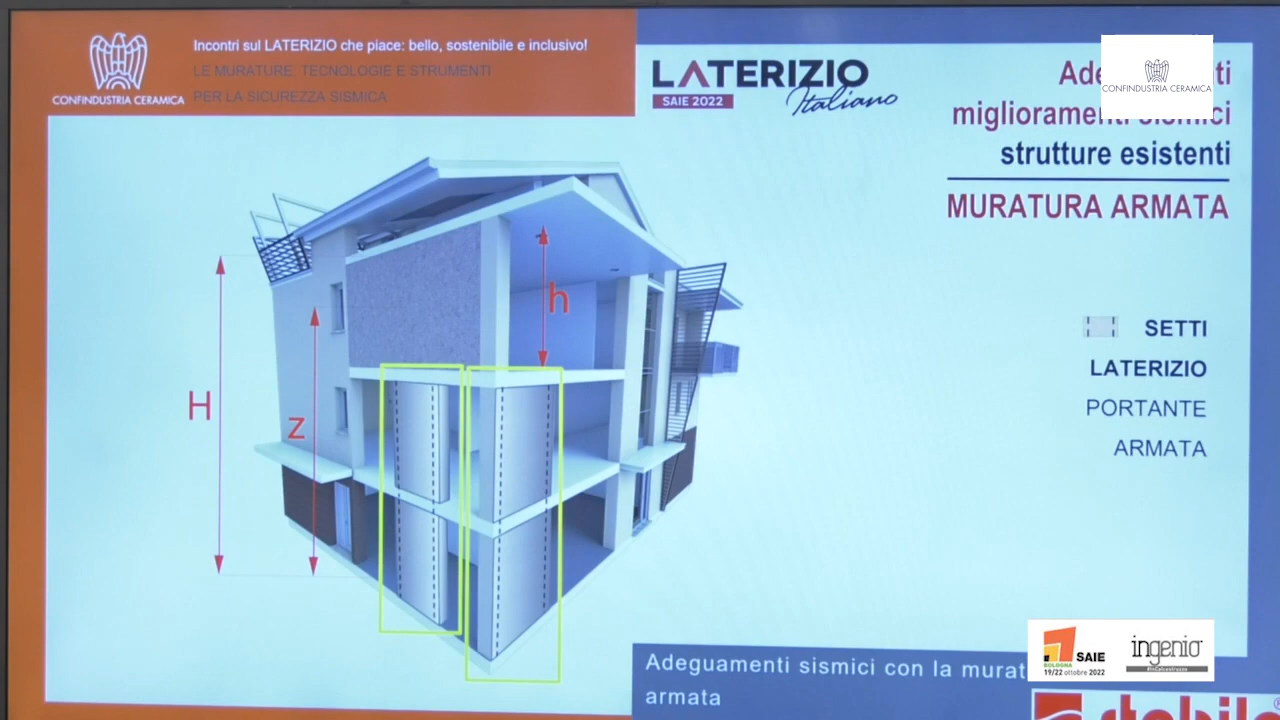 Incontri sul LATERIZIO che piace: bello, sostenibile e inclusivo!
LE MURATURE: TECNOLOGIE E STRUMENTI
PER LA SICUREZZA SISMICA
CONFINDUSTRIA CERAMICA
LATERIZIO
SAIE 2022
Italiano
CONFINDUSTRIA CERAMICA
strutture esistenti
MURATURA ARMATA
H
z
h
SETTI
LATERIZIO
PORTANTE
ARMATA
Adeguamenti sismici con la murat
armata
SAIE
BOLOGNA
19/22 ottobre 2022
ingenio
#inCalcestruzzo